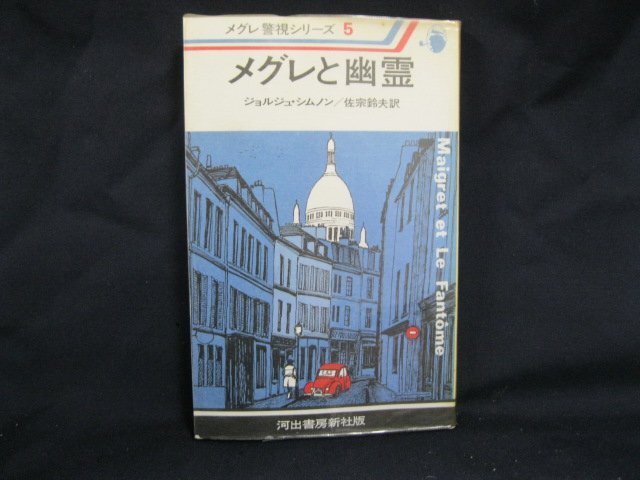 メグレ警視シリーズ 5
メグレと幽霊
ジョルジュ・シムノン/佐宗鈴夫訳
Maigret et Le Fantôme
河出書房新社版